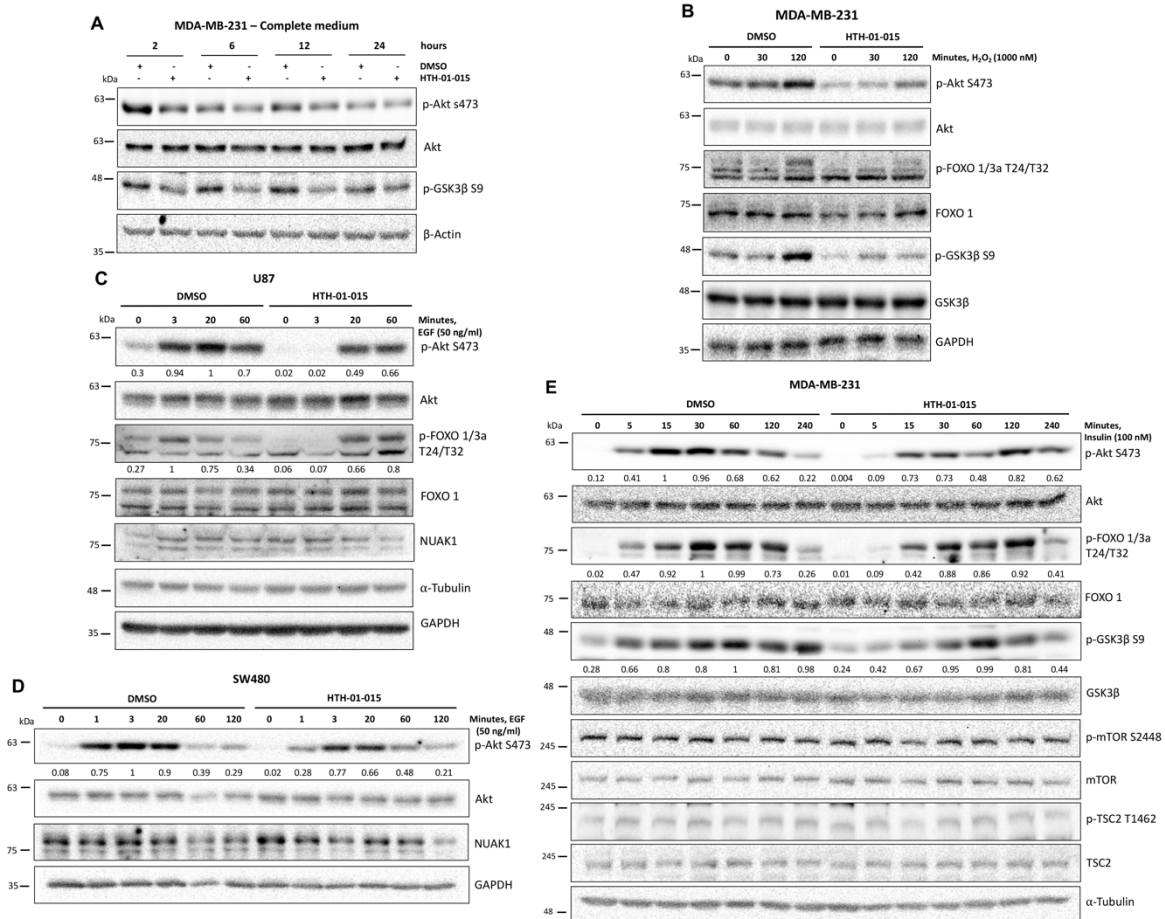 A
MDA-MB-231 – Complete medium
2 6 12 24 hours
+ - + - + - + - DMSO
kDa - + - + - + - + HTH-01-015
63 p-Akt s473
63 Akt
48 p-GSK3β S9
35 β-Actin
B
MDA-MB-231
DMSO HTH-01-015
kDa 0 30 120 0 30 120 Minutes, H₂O₂ (1000 nM)
63 p-Akt S473
63 Akt
75 p-FOXO 1/3a T24/T32
75 FOXO 1
48 p-GSK3β S9
48 GSK3β
35 GAPDH
C
U87
DMSO HTH-01-015
kDa 0 3 20 60 0 3 20 60 Minutes,
EGF (50 ng/ml)
63 p-Akt S473
0.3 0.94 1 0.7 0.02 0.02 0.49 0.66
63 Akt
75 p-FOXO 1/3a
T24/T32
0.27 1 0.75 0.34 0.06 0.07 0.66 0.8
75 FOXO 1
75 NUAK1
48 α-Tubulin
35 GAPDH
D
SW480
DMSO HTH-01-015
kDa 0 1 3 20 60 120 0 1 3 20 60 120 Minutes, EGF
(50 ng/ml)
63 p-Akt S473
0.08 0.75 1 0.9 0.39 0.29 0.02 0.28 0.77 0.66 0.48 0.21
63 Akt
75 NUAK1
35 GAPDH
E
MDA-MB-231
DMSO HTH-01-015
kDa 0 5 15 30 60 120 240 0 5 15 30 60 120 240 Minutes,
Insulin (100 nM)
63 p-Akt S473
0.12 0.41 1 0.96 0.68 0.62 0.22 0.004 0.09 0.73 0.73 0.48 0.82 0.62
63 Akt
75 p-FOXO 1/3a
T24/T32
0.02 0.47 0.92 1 0.99 0.73 0.26 0.01 0.09 0.42 0.88 0.86 0.92 0.41
75 FOXO 1
48 p-GSK3β S9
0.28 0.66 0.8 0.8 1 0.81 0.98 0.24 0.42 0.67 0.95 0.99 0.81 0.44
48 GSK3β
245 p-mTOR S2448
245 mTOR
245 p-TSC2 T1462
245 TSC2
48 α-Tubulin